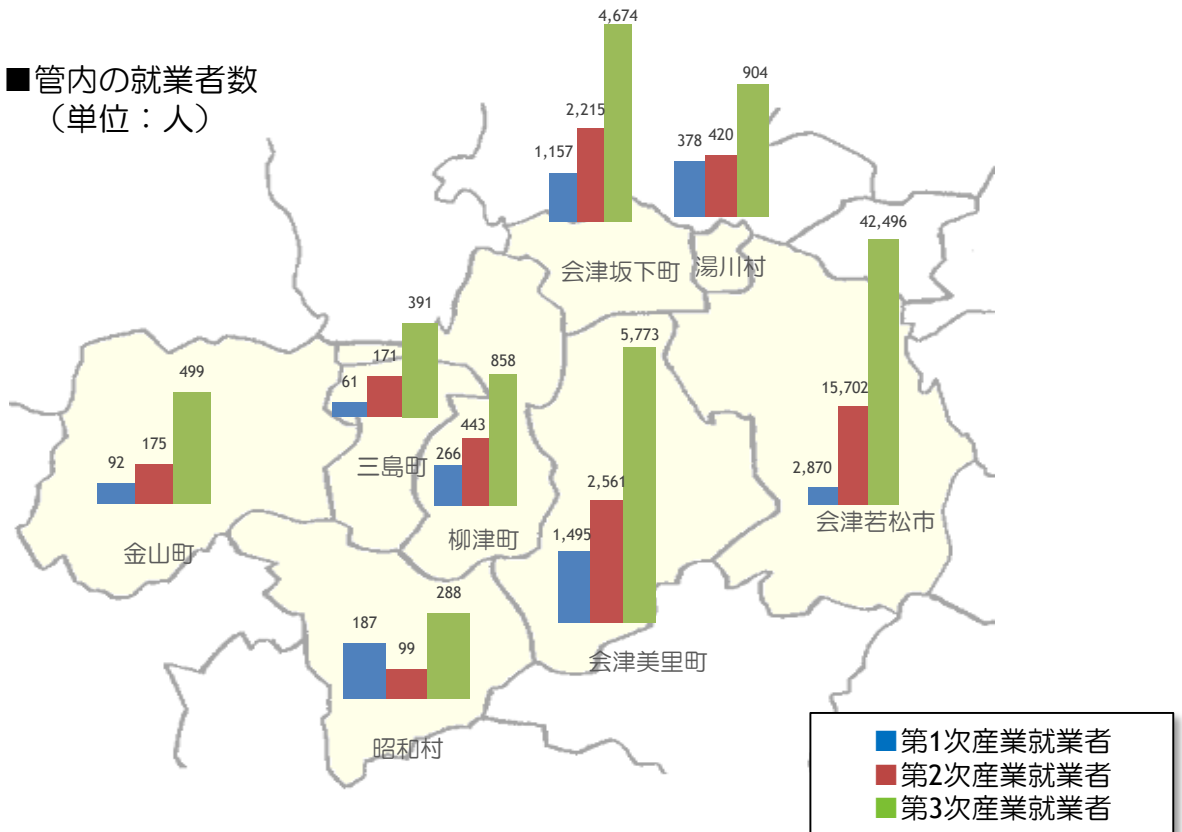 ■管内の就業者数
（単位：人）
4,674
2,215
1,157
904
378
420
会津坂下町
湯川村
42,496
15,702
2,870
会津若松市
391
171
61
三島町
499
175
92
金山町
858
443
266
柳津町
5,773
2,561
1,495
会津美里町
288
187
99
昭和村
■第1次産業就業者
■第2次産業就業者
■第3次産業就業者